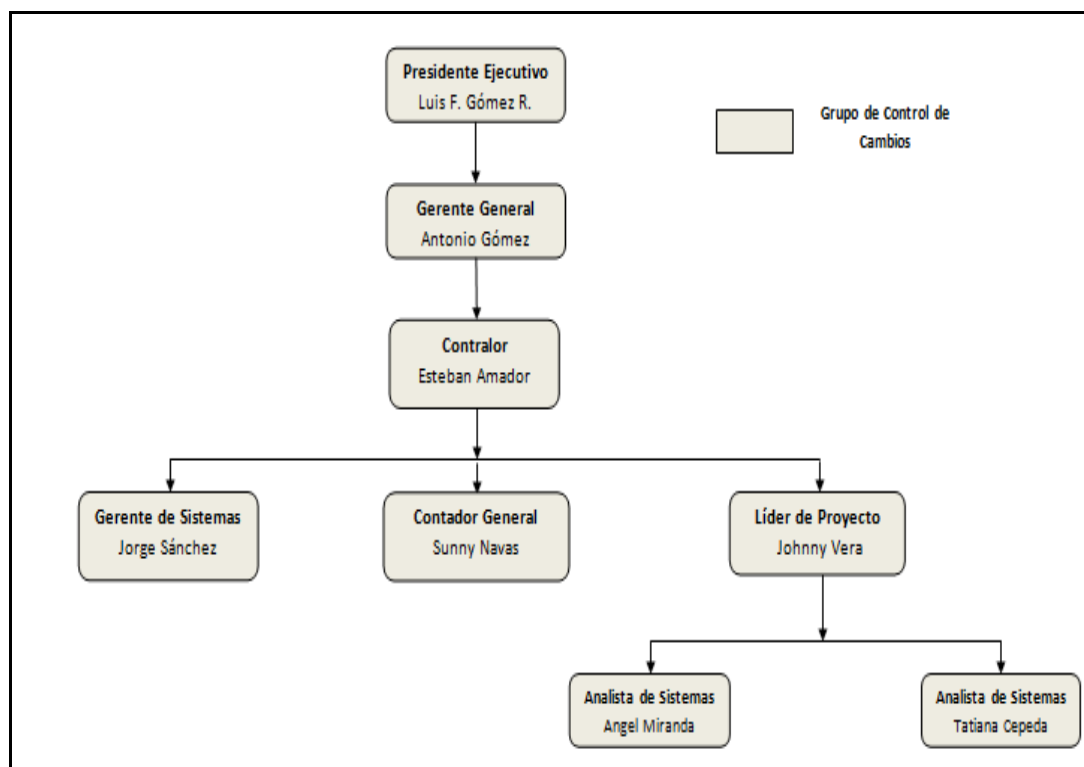 Presidente Ejecutivo
Luis F. Gómez R.
Grupo de Control de
Cambios
Gerente General
Antonio Gómez
Contralor
Esteban Amador
Gerente de Sistemas
Jorge Sánchez
Contador General
Sunny Navas
Líder de Proyecto
Johnny Vera
Analista de Sistemas
Angel Miranda
Analista de Sistemas
Tatiana Cepeda